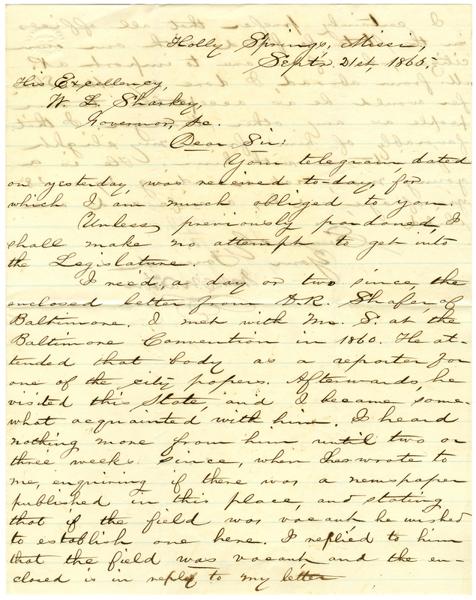 Holly Springs, Missi,
Septr 21st, 1865.
His Excellency,
W. L. Sharkey,
Governor, &c.
Dear Sir:
Your telegram dated
on yesterday, was received to-day, for
which I am much obliged to you.
Unless previously pardoned, I
shall make no attempt to get into
the Legislature.
I rec'd, a day or two since, the
enclosed letter from D. R. Shafer, of
Baltimore. I met with Mr. S. at the
Baltimore Convention in 1860. He at-
tended that body as a reporter for
one of the city papers. Afterwards, he
visited this State, and I became some-
what acquainted with him. I heard
nothing more from him until two or
three weeks since, when he wrote to
me, enquiring if there was a newspaper
published in this place, and stating
that if the field was vacant he wished
to establish one here. I replied to him
that the field was vacant and the en-
closed is in reply to my letter